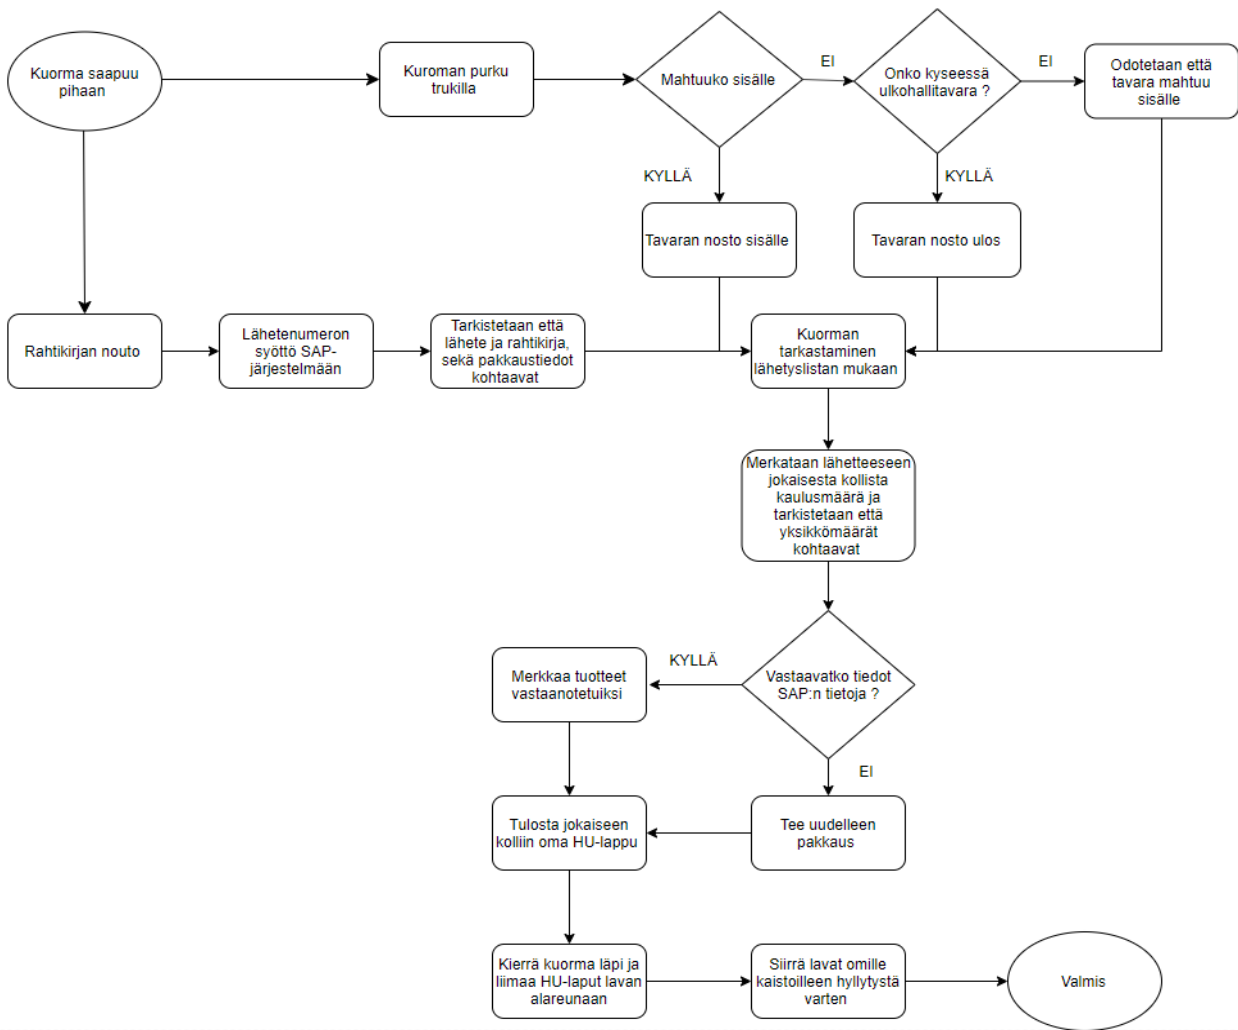 Kuorma saapuu
pihaan
Kuroman purku
trukilla
Mahtuuko sisälle
EI
Onko kyseessä
ulkohallitavara ?
EI
Odotetaan että
tavara mahtuu
sisälle
KYLLÄ
KYLLÄ
Tavaran nosto sisälle
Tavaran nosto ulos
Rahtikirjan nouto
Lähetenumeron
syöttö SAP-
järjestelmään
Tarkistetaan että
lähete ja rahtikirja,
sekä pakkaustiedot
kohtaavat
Kuorman
tarkastaminen
lähetyslistan mukaan
Merkataan lähetteeseen
jokaisesta kollista
kaulusmäärä ja
tarkistetaan että
yksikkömäärät
kohtaavat
Vastaavatko tiedot
SAP:n tietoja ?
KYLLÄ
Merkkaa tuotteet
vastaanotetuiksi
EI
Tee uudelleen
pakkaus
Tulosta jokaiseen
kolliin oma HU-lappu
Kierrä kuorma läpi ja
liimaa HU-laput lavan
alareunaan
Siirrä lavat omille
kaistoilleen hyllytystä
varten
Valmis